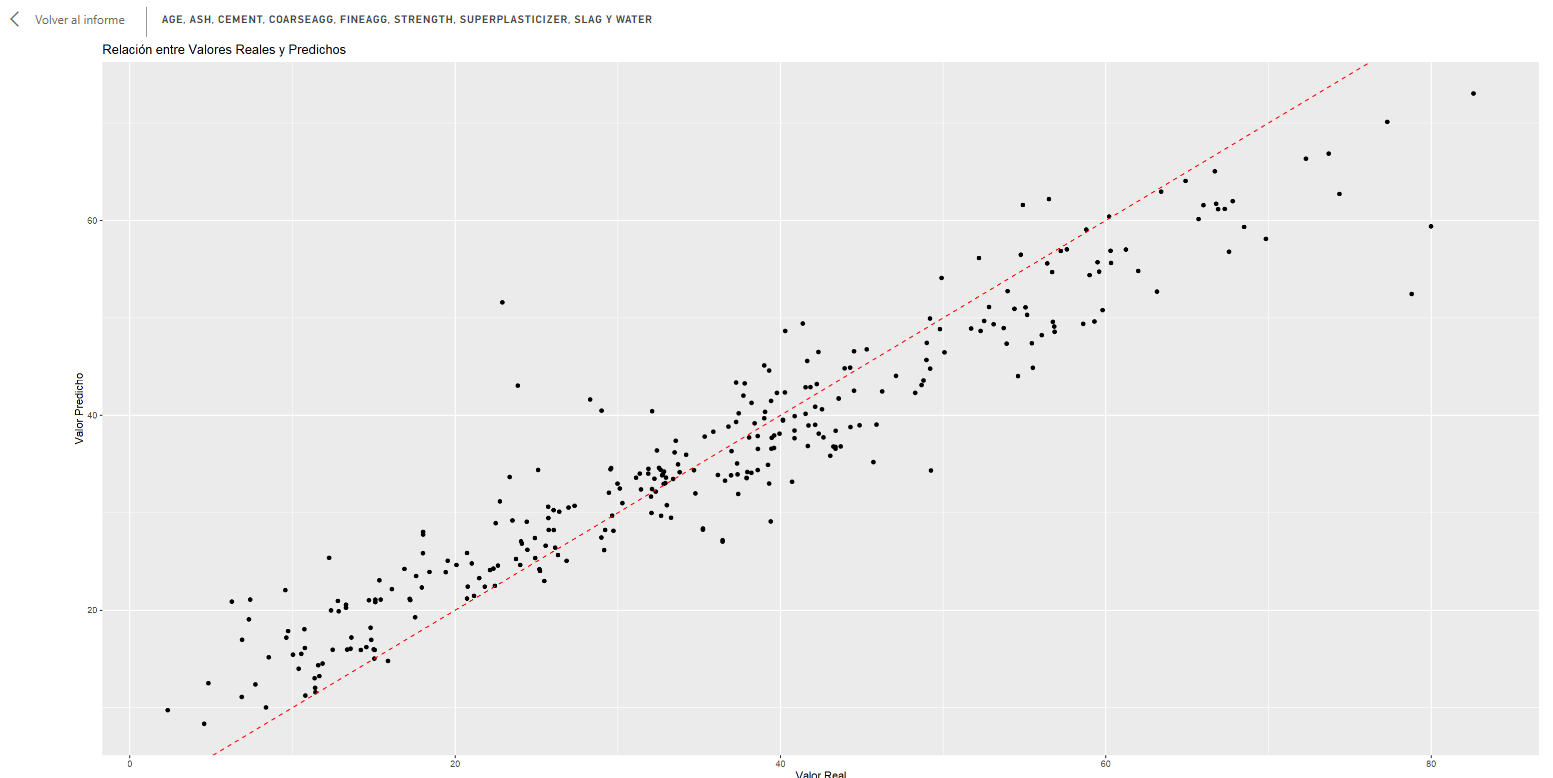 Volver al informe
AGE, ASH, CEMENT, COARSEAGG, FINEAGG, STRENGTH, SUPERPLASTICIZER, SLAG Y WATER
Relación entre Valores Reales y Predichos
Valor Predicho
60
40
20
0 20 40 60 80
Valor Real